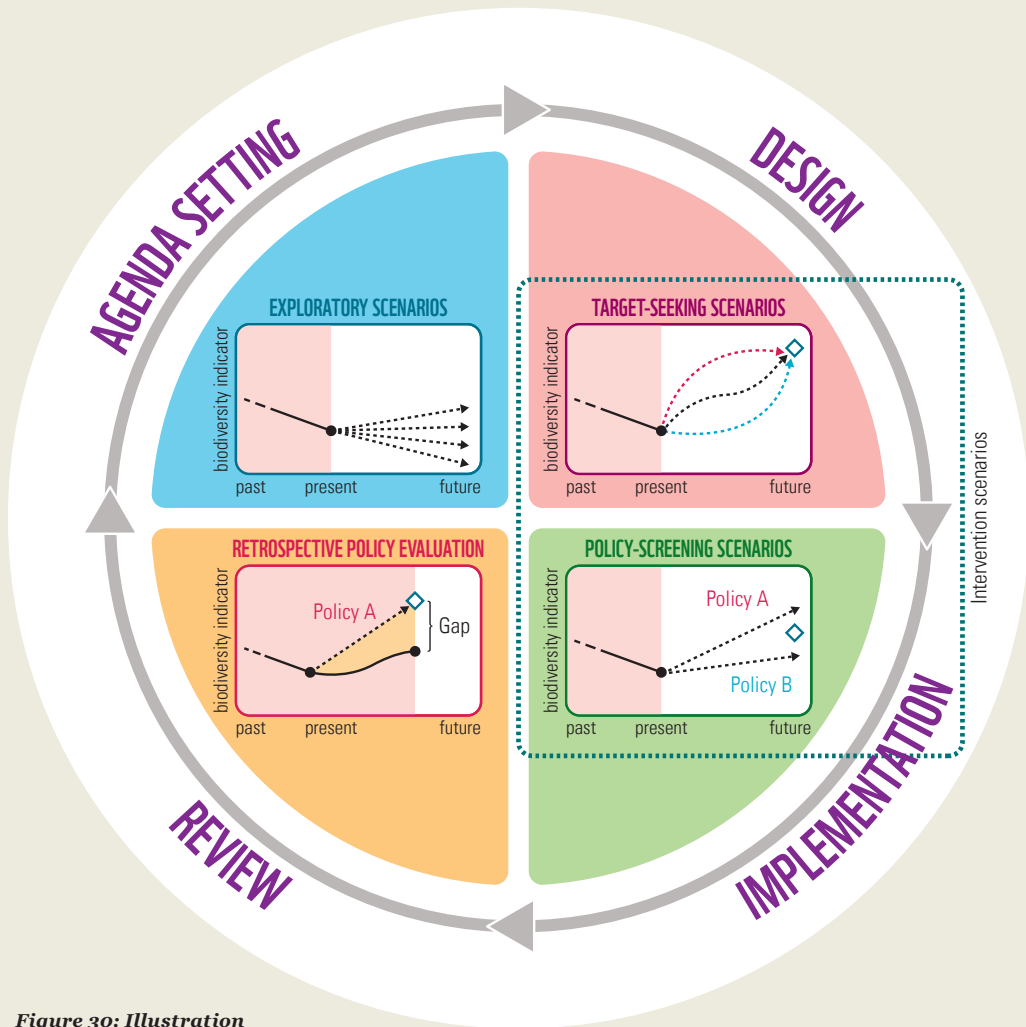 AGENDA SETTING
DESIGN
EXPLORATORY SCENARIOS
biodiversity indicator
past present future
TARGET-SEEKING SCENARIOS
biodiversity indicator
past present future
Intervention scenarios
RETROSPECTIVE POLICY EVALUATION
biodiversity indicator
Policy A
Gap
past present future
POLICY-SCREENING SCENARIOS
biodiversity indicator
Policy A
Policy B
past present future
REVIEW
IMPLEMENTATION
Figure 30: Illustration